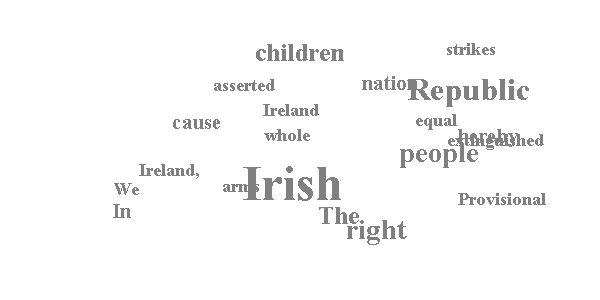 children
strikes
asserted
nation
Republic
Ireland
cause
equal
whole
hereby
extinguished
people
Ireland,
We
arms
Irish
Provisional
In
The
right